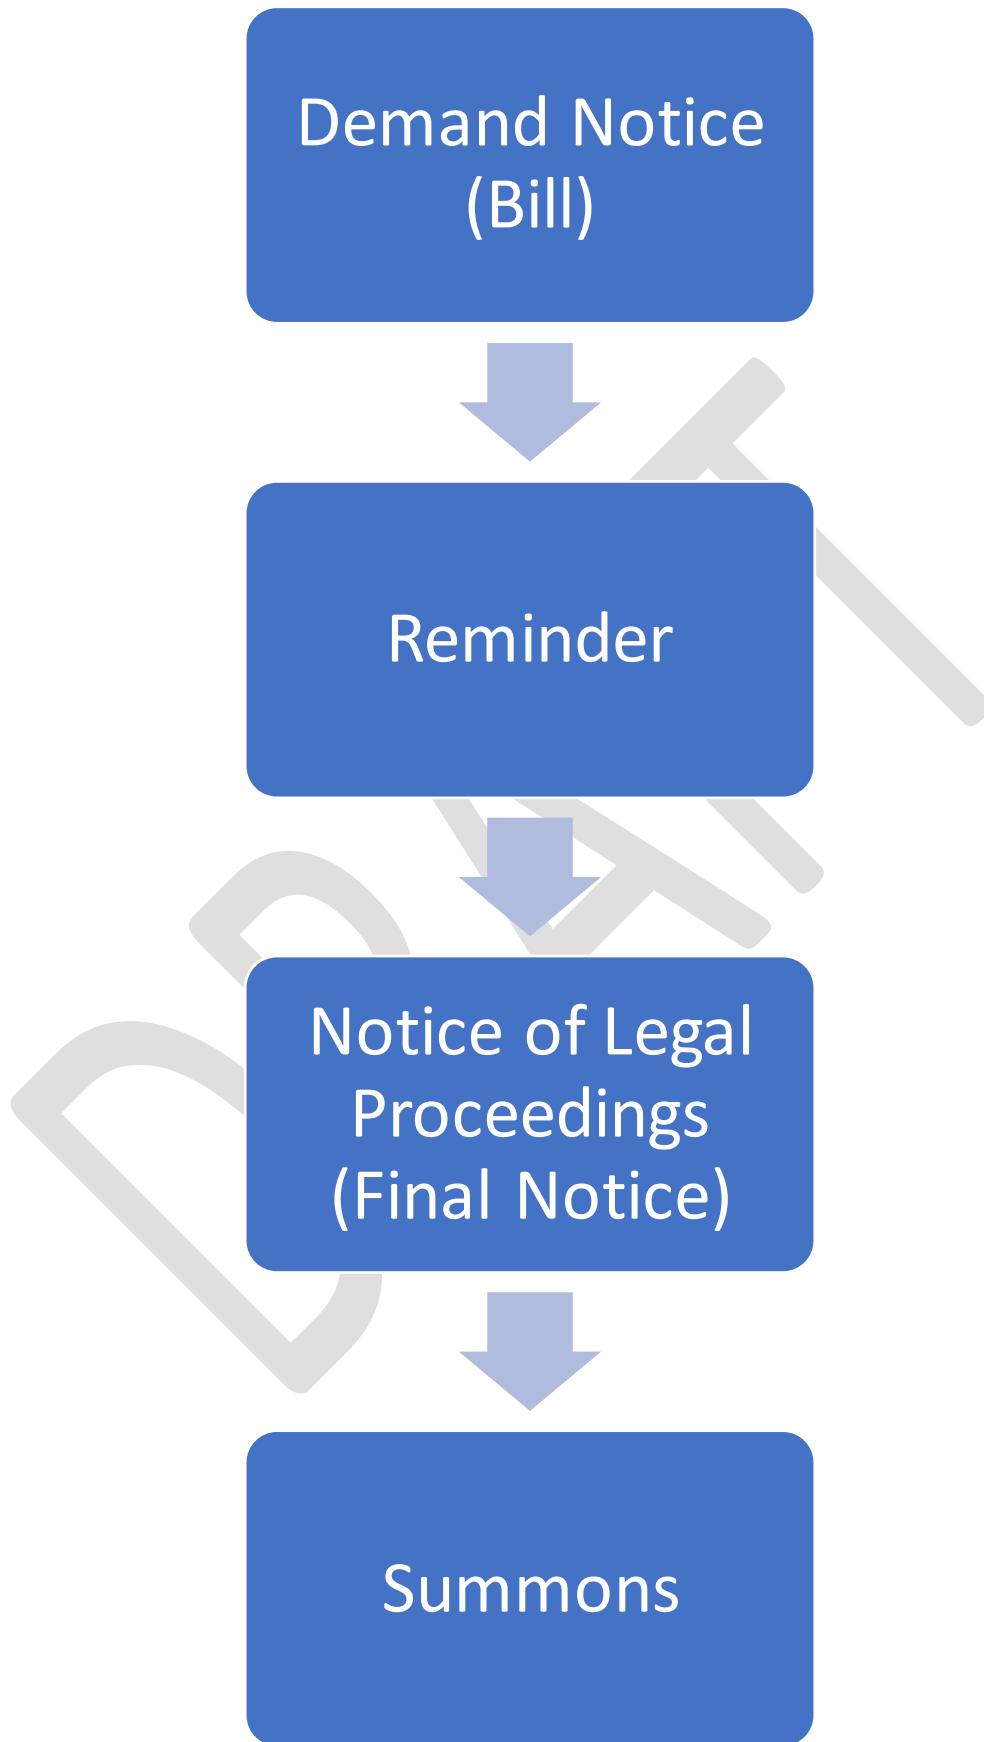 Demand Notice
(Bill)
Reminder
Notice of Legal
Proceedings
(Final Notice)
Summons
DRAFT